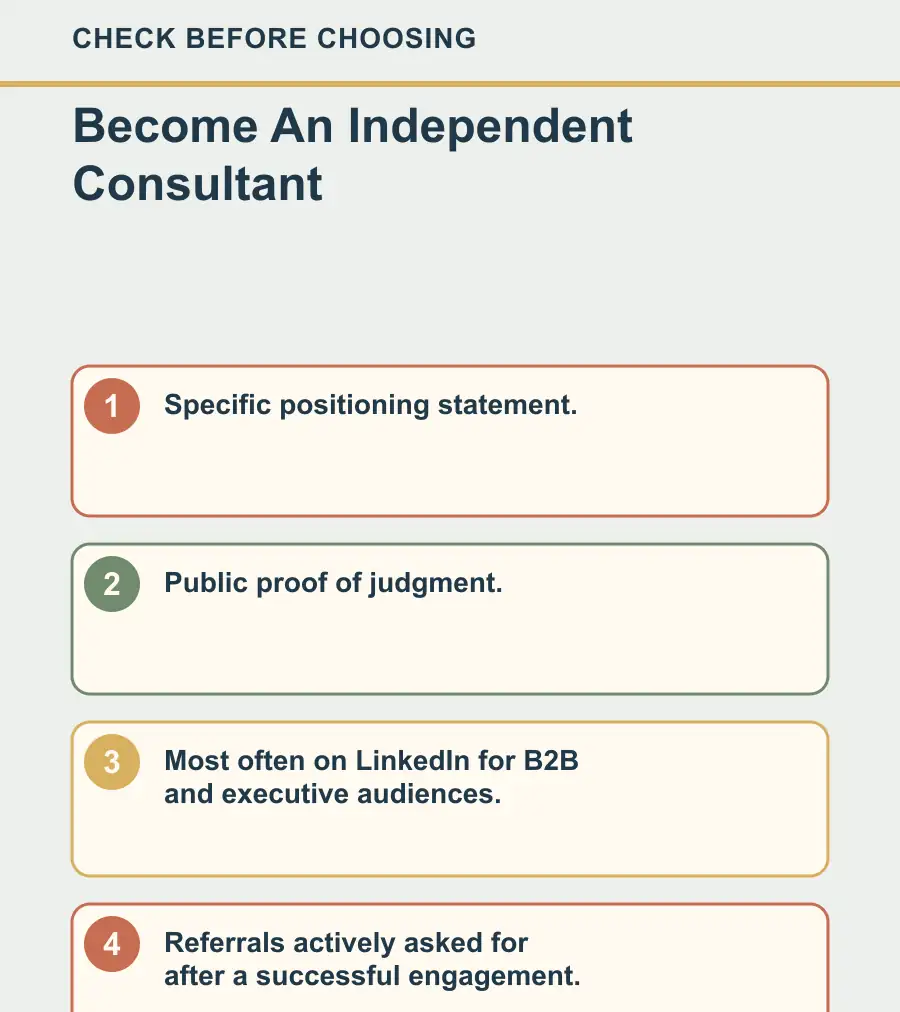 CHECK BEFORE CHOOSING
Become An Independent
Consultant
1
Specific positioning statement.
2
Public proof of judgment.
3
Most often on LinkedIn for B2B
and executive audiences.
4
Referrals actively asked for
after a successful engagement.